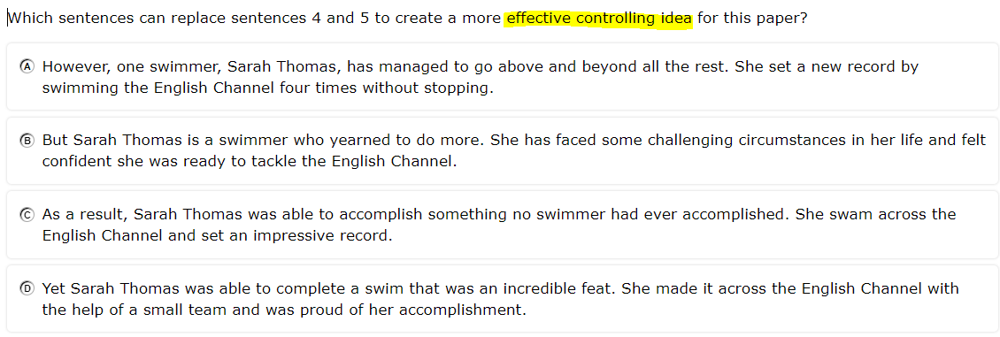 Which sentences can replace sentences 4 and 5 to create a more effective controlling idea for this paper?
A However, one swimmer, Sarah Thomas, has managed to go above and beyond all the rest. She set a new record by
swimming the English Channel four times without stopping.
B But Sarah Thomas is a swimmer who yearned to do more. She has faced some challenging circumstances in her life and felt
confident she was ready to tackle the English Channel.
C As a result, Sarah Thomas was able to accomplish something no swimmer had ever accomplished. She swam across the
English Channel and set an impressive record.
D Yet Sarah Thomas was able to complete a swim that was an incredible feat. She made it across the English Channel with
the help of a small team and was proud of her accomplishment.